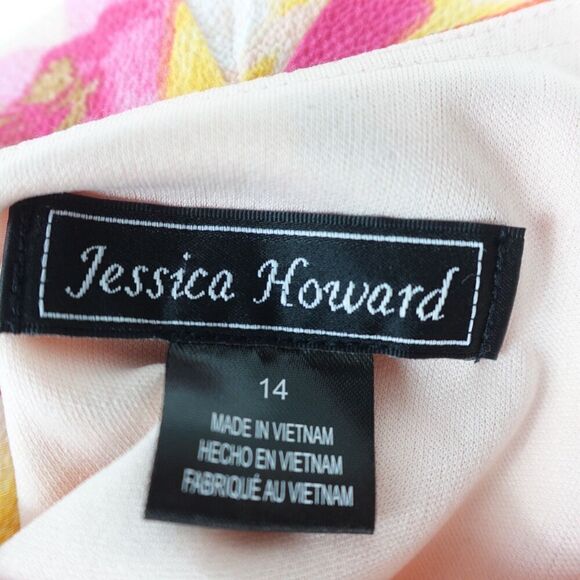 Jessica Howard
14
MADE IN VIETNAM
HECHO EN VIETNAM
FABRIQUÉ AU VIETNAM